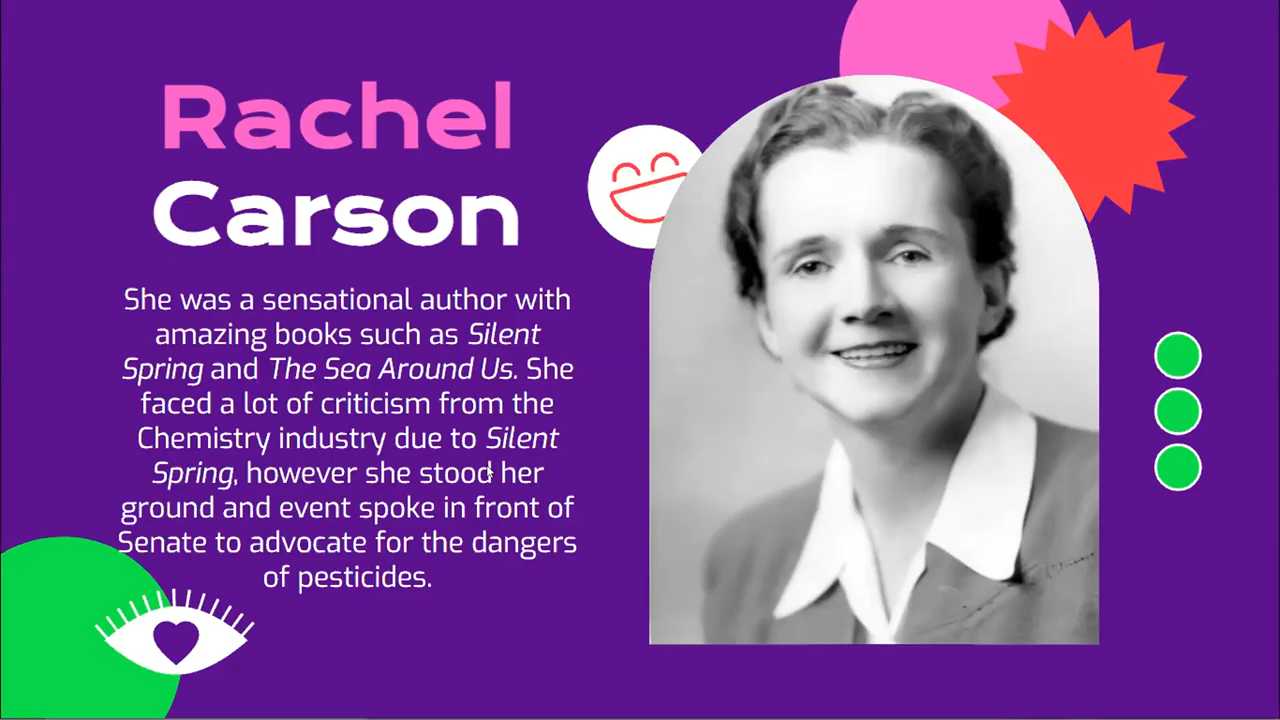 Rachel
Carson
She was a sensational author with
amazing books such as Silent
Spring and The Sea Around Us. She
faced a lot of criticism from the
Chemistry industry due to Silent
Spring, however she stood her
ground and event spoke in front of
Senate to advocate for the dangers
of pesticides.